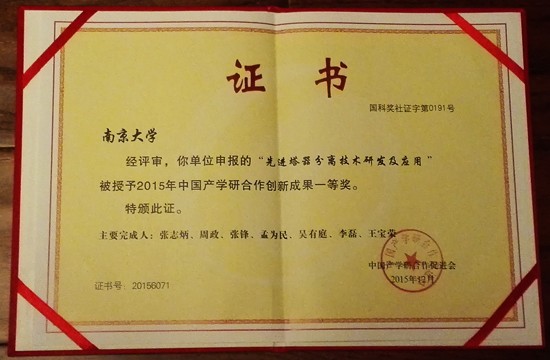 证书
国科奖社证字第0191号
南京大学
经评审，你单位申报的“先进塔器分离技术研发及应用”
被授予2015年中国产学研合作创新成果一等奖。
特颁此证。
主要完成人：张志炳、周政、张锋、孟为民、吴有庭、李磊、王宝荣
中国产学研合作促进会
证书号：20156071
2015年12月